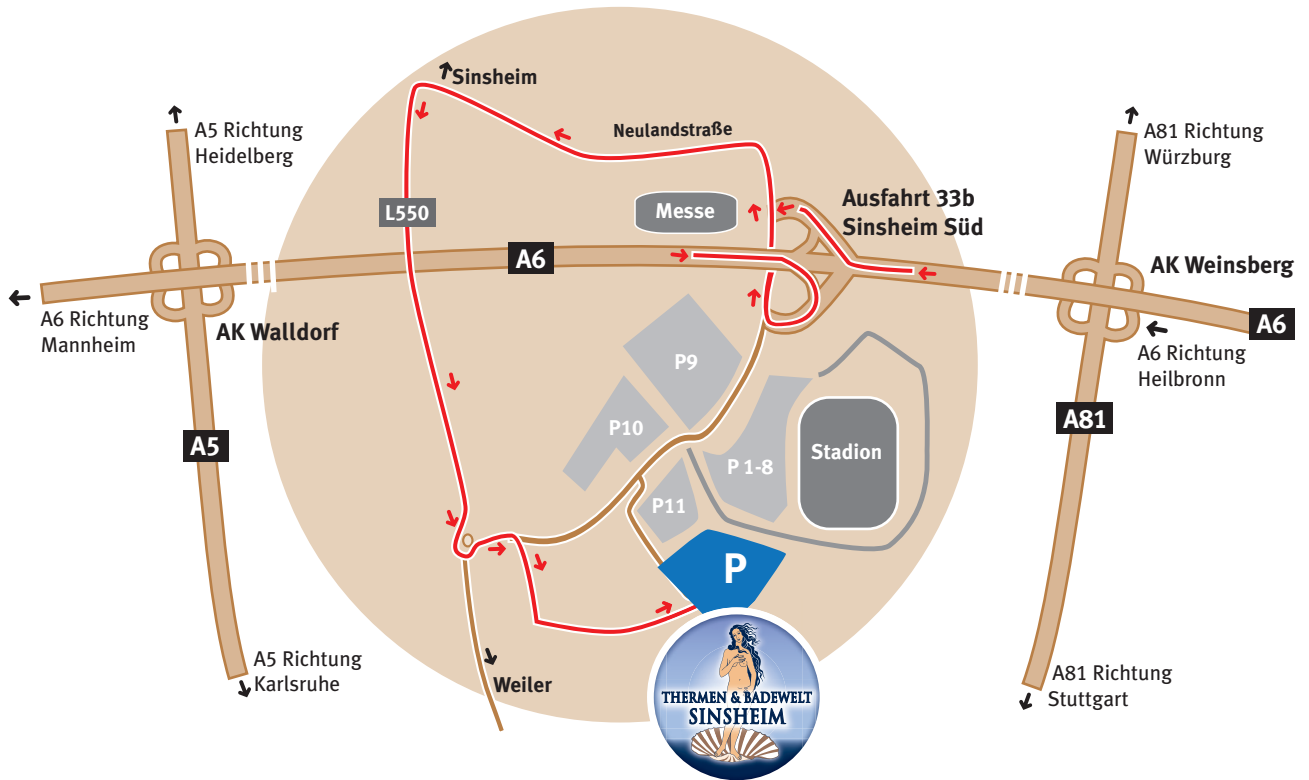 Sinsheim
Neulandstraße
A5 Richtung
Heidelberg
A81 Richtung
Würzburg
L550
Messe
Ausfahrt 33b
Sinsheim Süd
A6
AK Weinsberg
A6 Richtung
Mannheim
AK Walldorf
A6
A6 Richtung
Heilbronn
P9
P10
A5
A81
P 1-8
Stadion
P11
P
A5 Richtung
Karlsruhe
Weiler
A81 Richtung
Stuttgart
THERMEN & BADEWELT
SINSHEIM